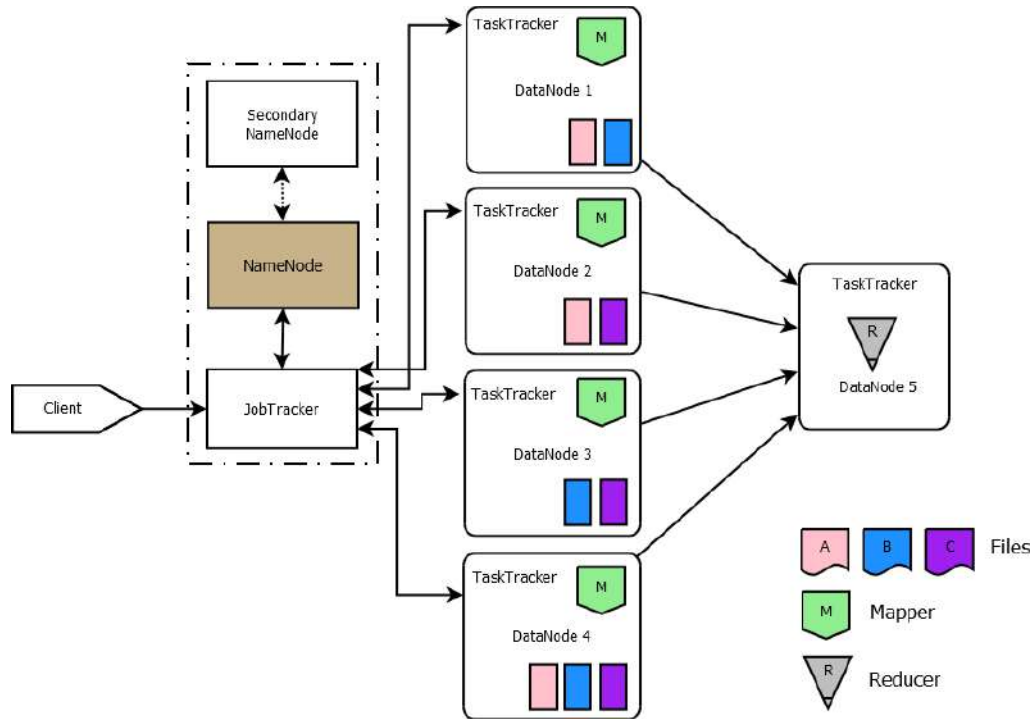 TaskTracker
M
DataNode 1
Secondary
NameNode
TaskTracker
M
DataNode 2
NameNode
TaskTracker
R
DataNode 5
Client
JobTracker
TaskTracker
M
DataNode 3
TaskTracker
M
DataNode 4
A B C Files
M Mapper
R Reducer